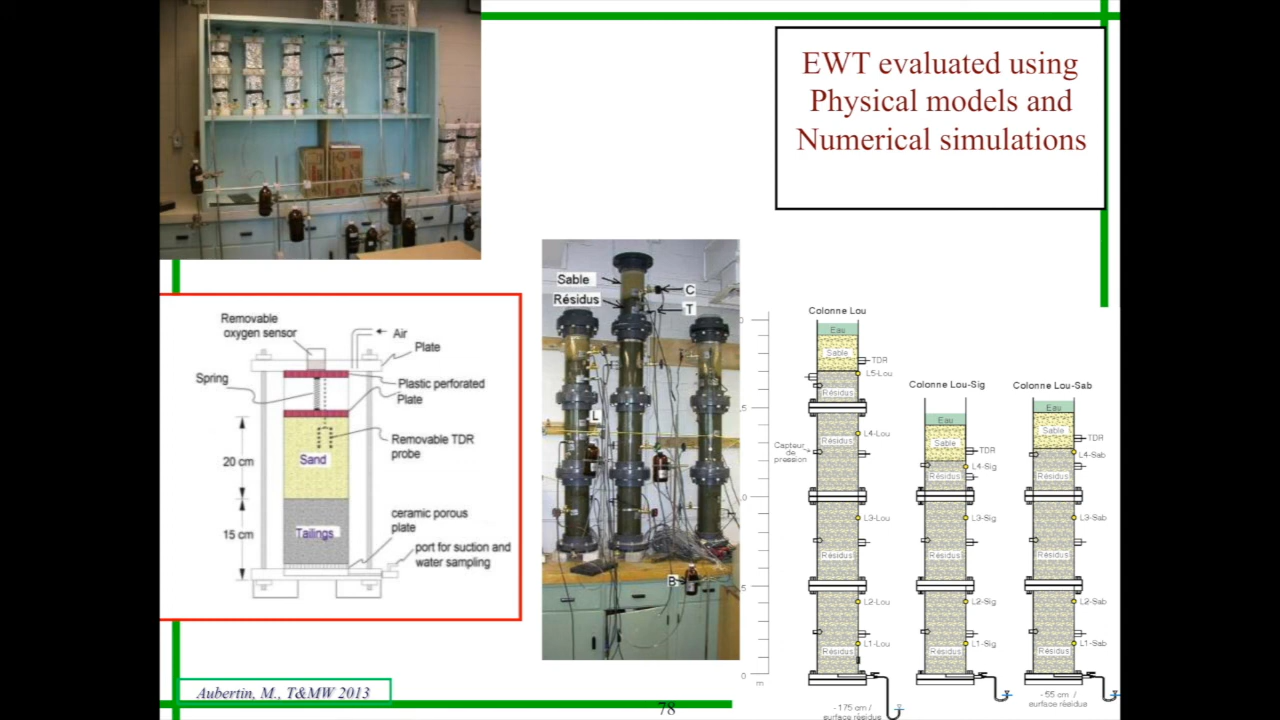 EWT evaluated using
Physical models and
Numerical simulations
Removable
oxygen sensor
Air
Plate
Spring
Plastic perforated
Plate
Removable TDR
probe
20 cm
Sand
ceramic porous
plate
15 cm
Tailings
port for suction and
water sampling
Sable
Résidus
C
T
L
B
Colonne Lou
Eau
Sable
TDR
L5-Lou
Résidus
L4-Lou
Résidus
Capteur
de
pression
L3-Lou
Résidus
L2-Lou
L1-Lou
Résidus
0
m
-175 cm /
surface résidus
Colonne Lou-Sig
Eau
Sable
TDR
L4-Sig
Résidus
L3-Sig
Résidus
L2-Sig
L1-Sig
Résidus
Colonne Lou-Sab
Eau
Sable
TDR
L4-Sab
Résidus
L3-Sab
Résidus
L2-Sab
L1-Sab
Résidus
-55 cm /
surface résidus
Aubertin, M., T&MW 2013
78